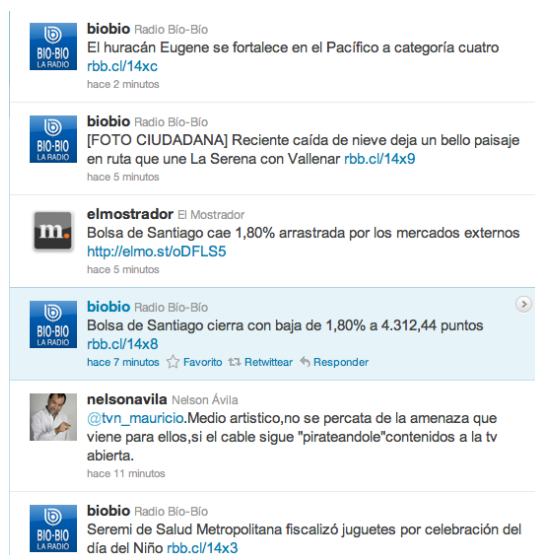 biobio Radio Bío-Bío
El huracán Eugene se fortalece en el Pacífico a categoría cuatro
rbb.cl/14xc
hace 2 minutos
BIO-BIO
LA RADIO
biobio Radio Bío-Bío
[FOTO CIUDADANA] Reciente caída de nieve deja un bello paisaje
en ruta que une La Serena con Vallenar rbb.cl/14x9
hace 5 minutos
BIO-BIO
LA RADIO
elmostrador El Mostrador
m.
Bolsa de Santiago cae 1,80% arrastrada por los mercados externos
http://elmo.st/oDFLS5
hace 5 minutos
biobio Radio Bío-Bío
Bolsa de Santiago cierra con baja de 1,80% a 4.312,44 puntos
rbb.cl/14x8
BIO-BIO
LA RADIO
hace 7 minutos Favorito Retwittear Responder
nelsonavila Nelson Ávila
@tvn_mauricio.Medio artistico,no se percata de la amenaza que
viene para ellos,si el cable sigue "pirateandole"contenidos a la tv
abierta.
hace 11 minutos
biobio Radio Bío-Bío
Seremi de Salud Metropolitana fiscalizó juguetes por celebración del
día del Niño rbb.cl/14x3
BIO-BIO
LA RADIO